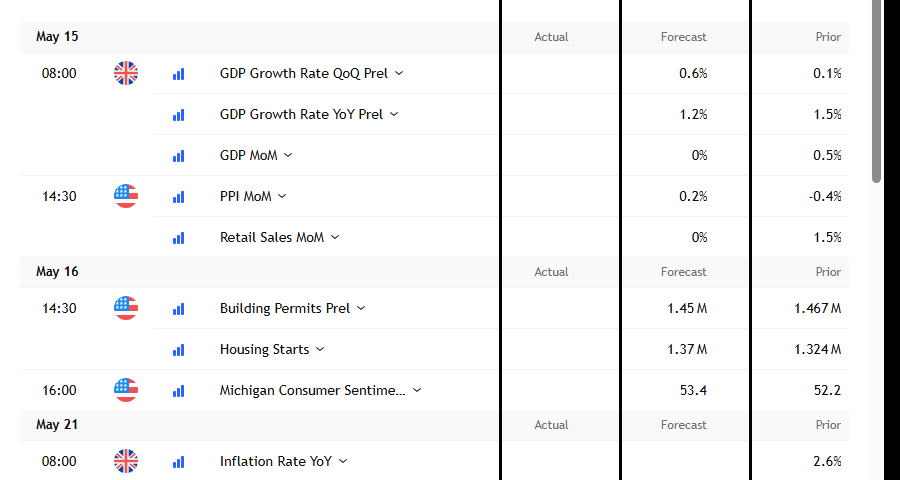 May 15 Actual Forecast Prior
08:00 GDP Growth Rate QoQ Prel 0.6% 0.1%
GDP Growth Rate YoY Prel 1.2% 1.5%
GDP MoM 0% 0.5%
14:30 PPI MoM 0.2% -0.4%
Retail Sales MoM 0% 1.5%
May 16 Actual Forecast Prior
14:30 Building Permits Prel 1.45 M 1.467 M
Housing Starts 1.37 M 1.324 M
16:00 Michigan Consumer Sentime... 53.4 52.2
May 21 Actual Forecast Prior
08:00 Inflation Rate YoY 2.6%